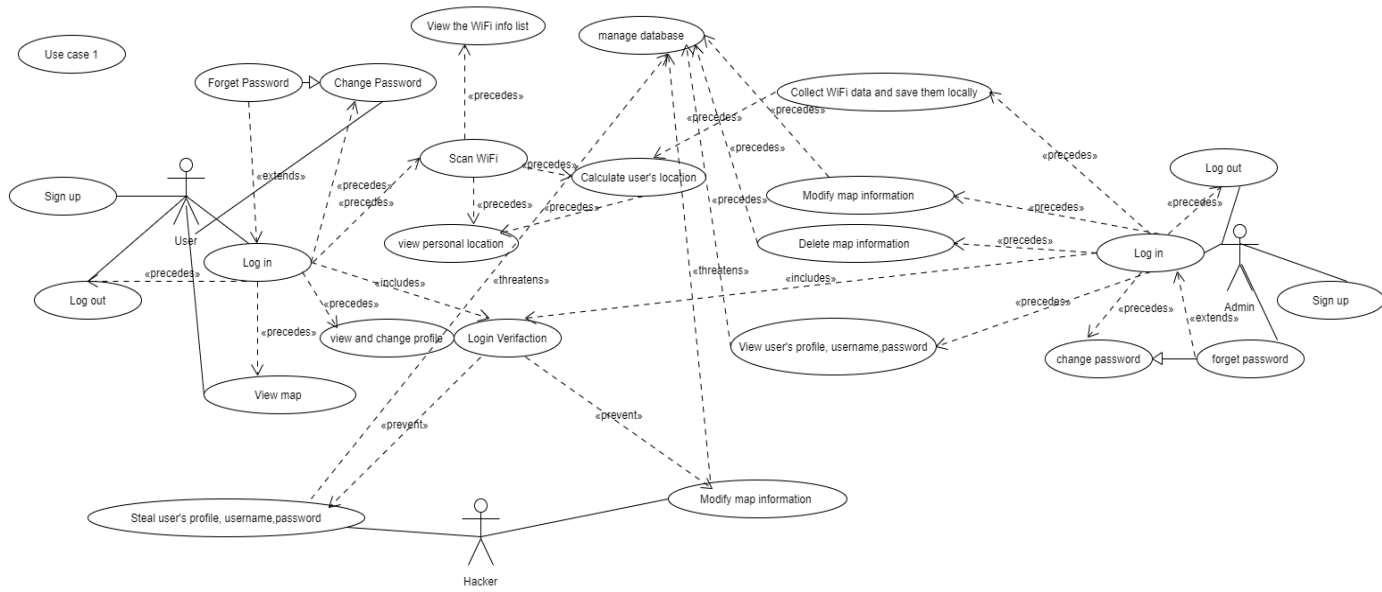 View the WiFi info list
manage database
Use case 1
Forget Password
Change Password
Collect WiFi data and save them locally
«precedes»
«precedes»
«precedes»
Scan WiFi
«precedes»
«precedes»
Log out
«extends»
«precedes»
Calculate user's location
Sign up
«precedes»
Modify map information
«precedes»
«precedes»
«precedes»
«precedes»
«precedes»
User
view personal location
Delete map information
«precedes»
«precedes»
Log in
Log in
«precedes»
«threatens»
«threatens»
«includes»
«includes»
Log out
Sign up
«precedes»
«precedes»
«precedes»
Admin
«extends»
«precedes»
view and change profile
Login Verifaction
View user's profile, username,password
change password
forget password
View map
«prevent»
«prevent»
Modify map information
Steal user's profile, username,password
Hacker